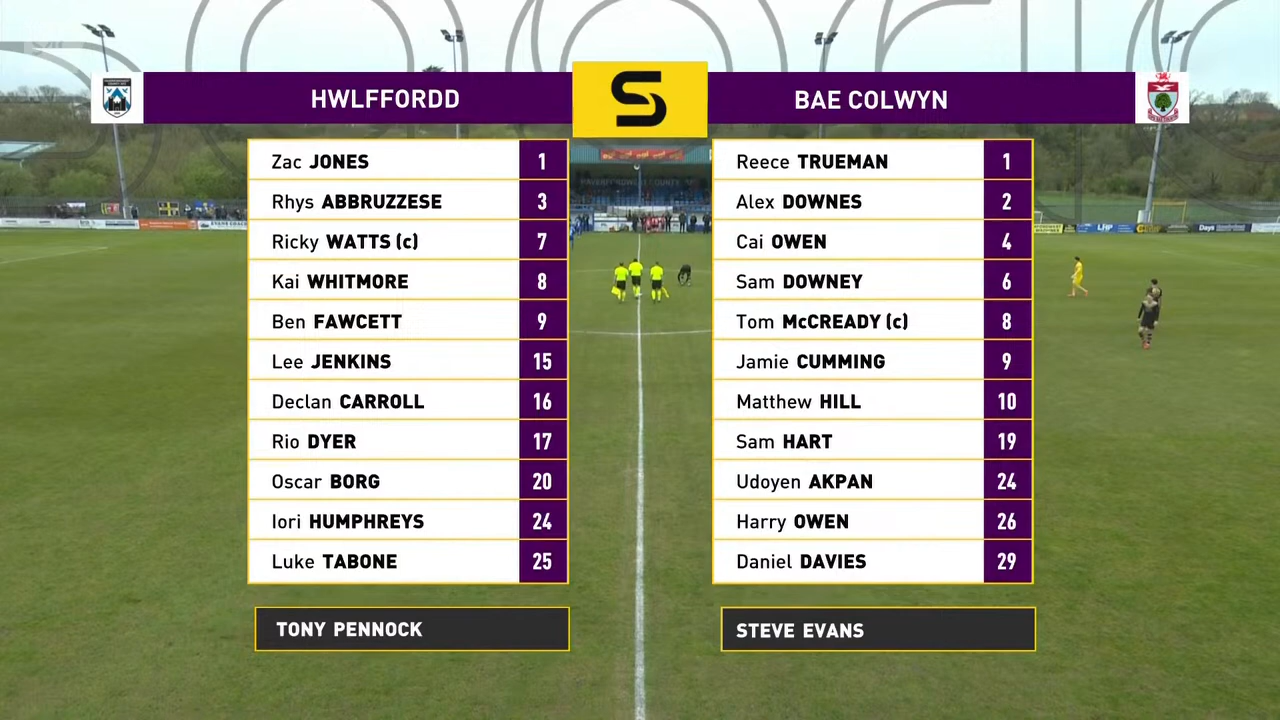 HWLFFORDD
S
BAE COLWYN
Zac JONES 1
Rhys ABBRUZZESE 3
Ricky WATTS (c) 7
Kai WHITMORE 8
Ben FAWCETT 9
Lee JENKINS 15
Declan CARROLL 16
Rio DYER 17
Oscar BORG 20
Iori HUMPHREYS 24
Luke TABONE 25
TONY PENNOCK
Reece TRUEMAN 1
Alex DOWNES 2
Cai OWEN 4
Sam DOWNEY 6
Tom McCREADY (c) 8
Jamie CUMMING 9
Matthew HILL 10
Sam HART 19
Udoyen AKPAN 24
Harry OWEN 26
Daniel DAVIES 29
STEVE EVANS